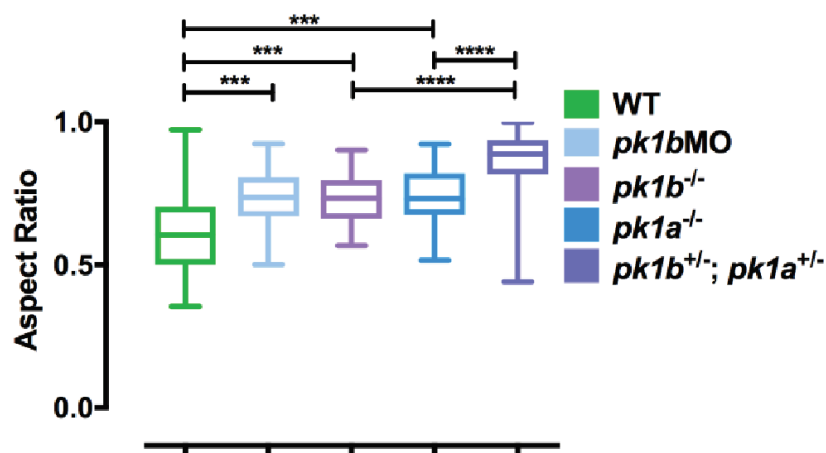 ***
*** ****
*** ****
WT
1.0
pk1bMO
pk1b-/-
0.5
pk1a-/-
pk1b+/-; pk1a+/-
0.0
Aspect Ratio